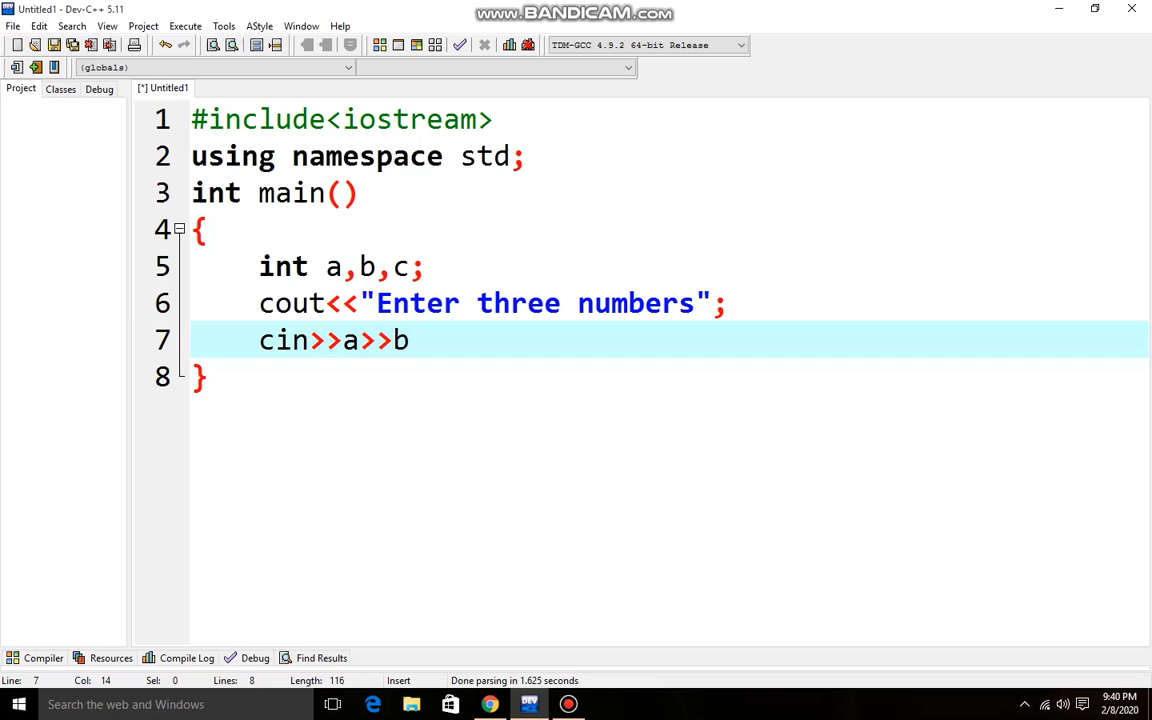 Untitled1 - Dev-C++ 5.11
www.BANDICAM.com
File Edit Search View Project Execute Tools AStyle Window Help
TDM-GCC 4.9.2 64-bit Release
(globals)
Project Classes Debug
[*] Untitled1
1 #include<iostream>
2 using namespace std;
3 int main()
4 {
5 int a,b,c;
6 cout<<"Enter three numbers";
7 cin>>a>>b
8 }
Compiler Resources Compile Log Debug Find Results
Line: 7 Col: 14 Sel: 0 Lines: 8 Length: 116 Insert Done parsing in 1.625 seconds
Search the web and Windows
DEV
9:40 PM
2/8/2020